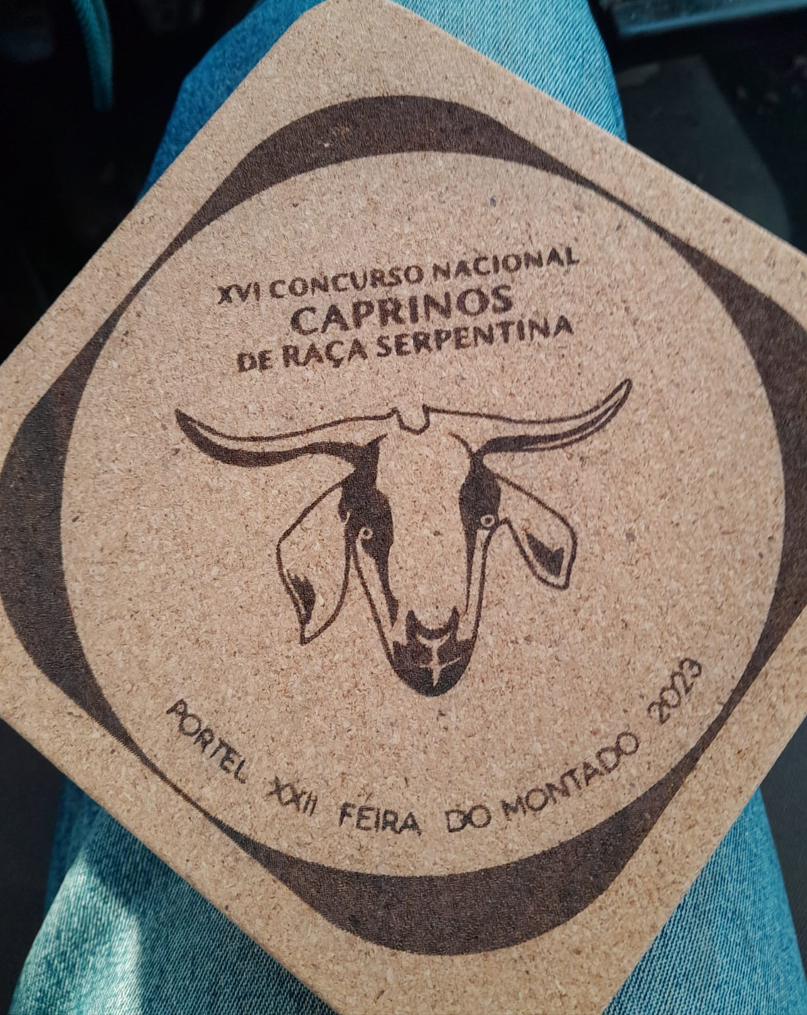 XVI CONCURSO NACIONAL
CAPRINOS
DE RAÇA SERPENTINA
PORTEL XXII FEIRA DO MONTADO 2023